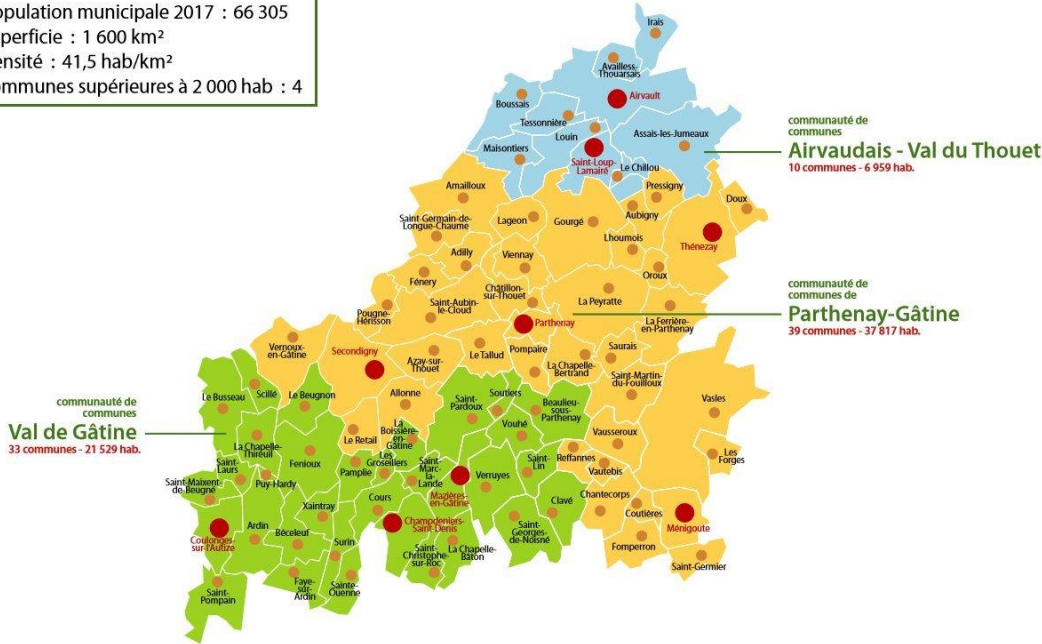 opulation municipale 2017 : 66 305
perficie : 1 600 km²
ensité : 41,5 hab/km²
ommunes supérieures à 2 000 hab : 4
Irais
Availles-
Thouarsais
Airvault
Boussais
Tessonnière
Louin
Assais-les-Jumeaux
Maisontiers
Saint-Loup-
Lamairé
Le Chillou
communauté de
communes
Airvaudais - Val du Thouet
10 communes - 6 959 hab.
Amailloux
Pressigny
Doux
Saint-Germain-de-
Longue-Chaume
Lageon
Gourgé
Aubigny
Thénezay
Lhoumois
Adilly
Viennay
Oroux
Fénery
Châtillon-
sur-Thouet
La Peyratte
Saint-Aubin-
le-Cloud
Pougne-
Hérisson
Parthenay
La Ferrière-
en-Parthenay
communauté de
communes de
Parthenay-Gâtine
39 communes - 37 817 hab.
Vernoux-
en-Gâtine
Secondigny
Azay-sur-
Thouet
Le Tallud
Pompaire
Saurais
La Chapelle-
Bertrand
Saint-Martin-
du-Fouilloux
Le Busseau
Scillé
Le Beugnon
Allonne
Saint-
Pardoux
Soutiers
Beaulieu-
sous-
Parthenay
Vasles
communauté de
communes
Val de Gâtine
33 communes - 21 529 hab.
La
Boissière-
en-
Gâtine
Vouhé
Le Retail
Vausseroux
La Chapelle-
Thireuil
Fenioux
Les
Groseillers
Saint-
Marc-
la-
Lande
Saint-
Lin
Reffannes
Vautebis
Les
Forges
Saint-
Laurs
Pamplie
Puy-Hardy
Verruyes
Saint-Maixent-
de-Beugné
Mazières-
en-Gâtine
Cours
Clavé
Chantecorps
Coutières
Xaintray
Ménigoute
Coulonges-
sur-l'Autize
Ardin
Béceleuf
Surin
Champdeniers-
Saint-Denis
Saint-
Georges-
de-Noisné
Fomperron
Saint-
Christophe-
sur-Roc
La Chapelle-
Bâton
Saint-Germier
Saint-
Pompain
Faye-
sur-
Ardin
Sainte-
Ouenne